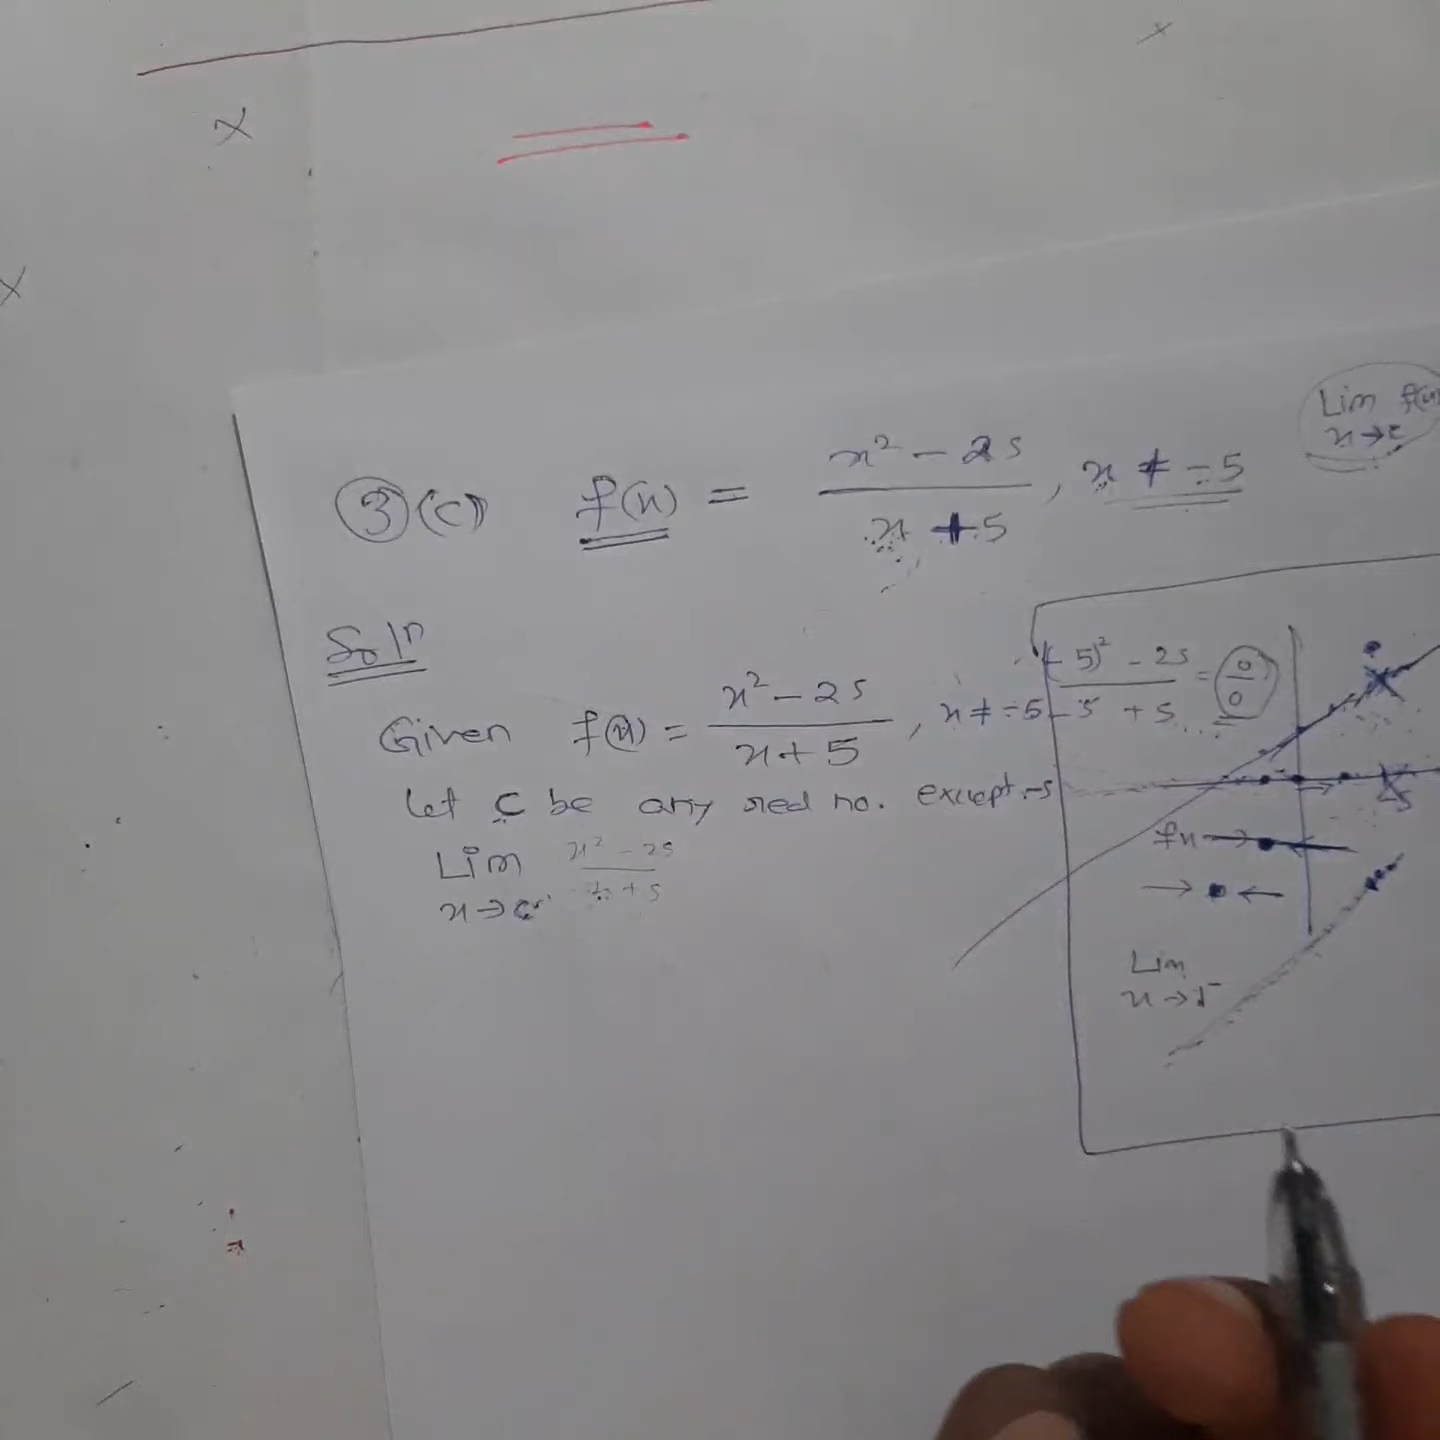 Lim f(x)
x→c
③(c) f(x) = x² - 25 / x + 5, x ≠ -5
Soln
Given f(x) = x² - 25 / x + 5, x ≠ -5
(-5)² - 25 / -5 + 5 = 0/0
Let c be any real no. except -5
Lim x² - 25 / x + 5
x→c
-5
fx→
→ ←
Lim
x→